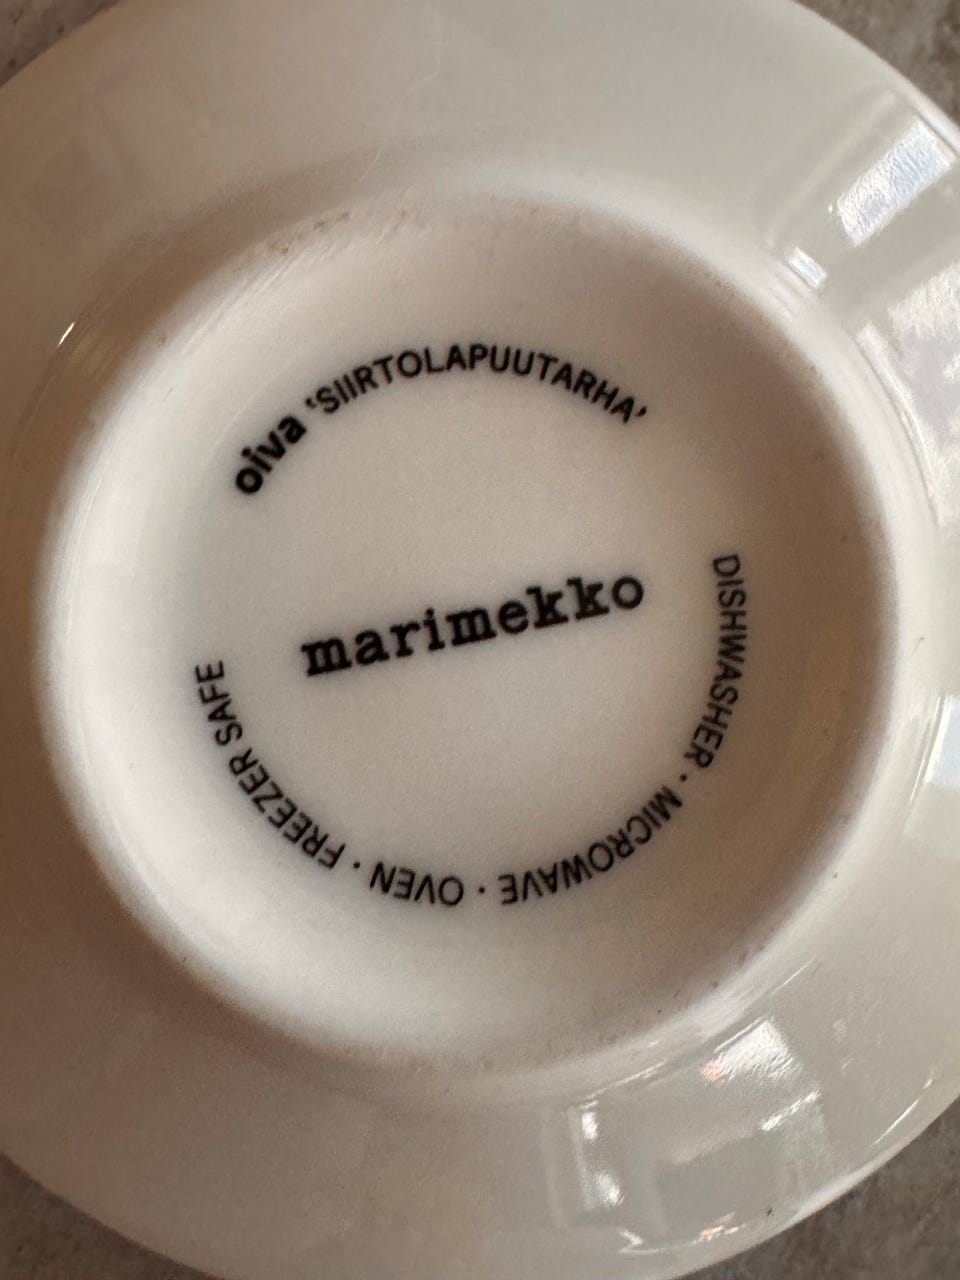 oiva 'SIIRTOLAPUUTARHA'
marimekko
DISHWASHER · MICROWAVE · OVEN · FREEZER SAFE